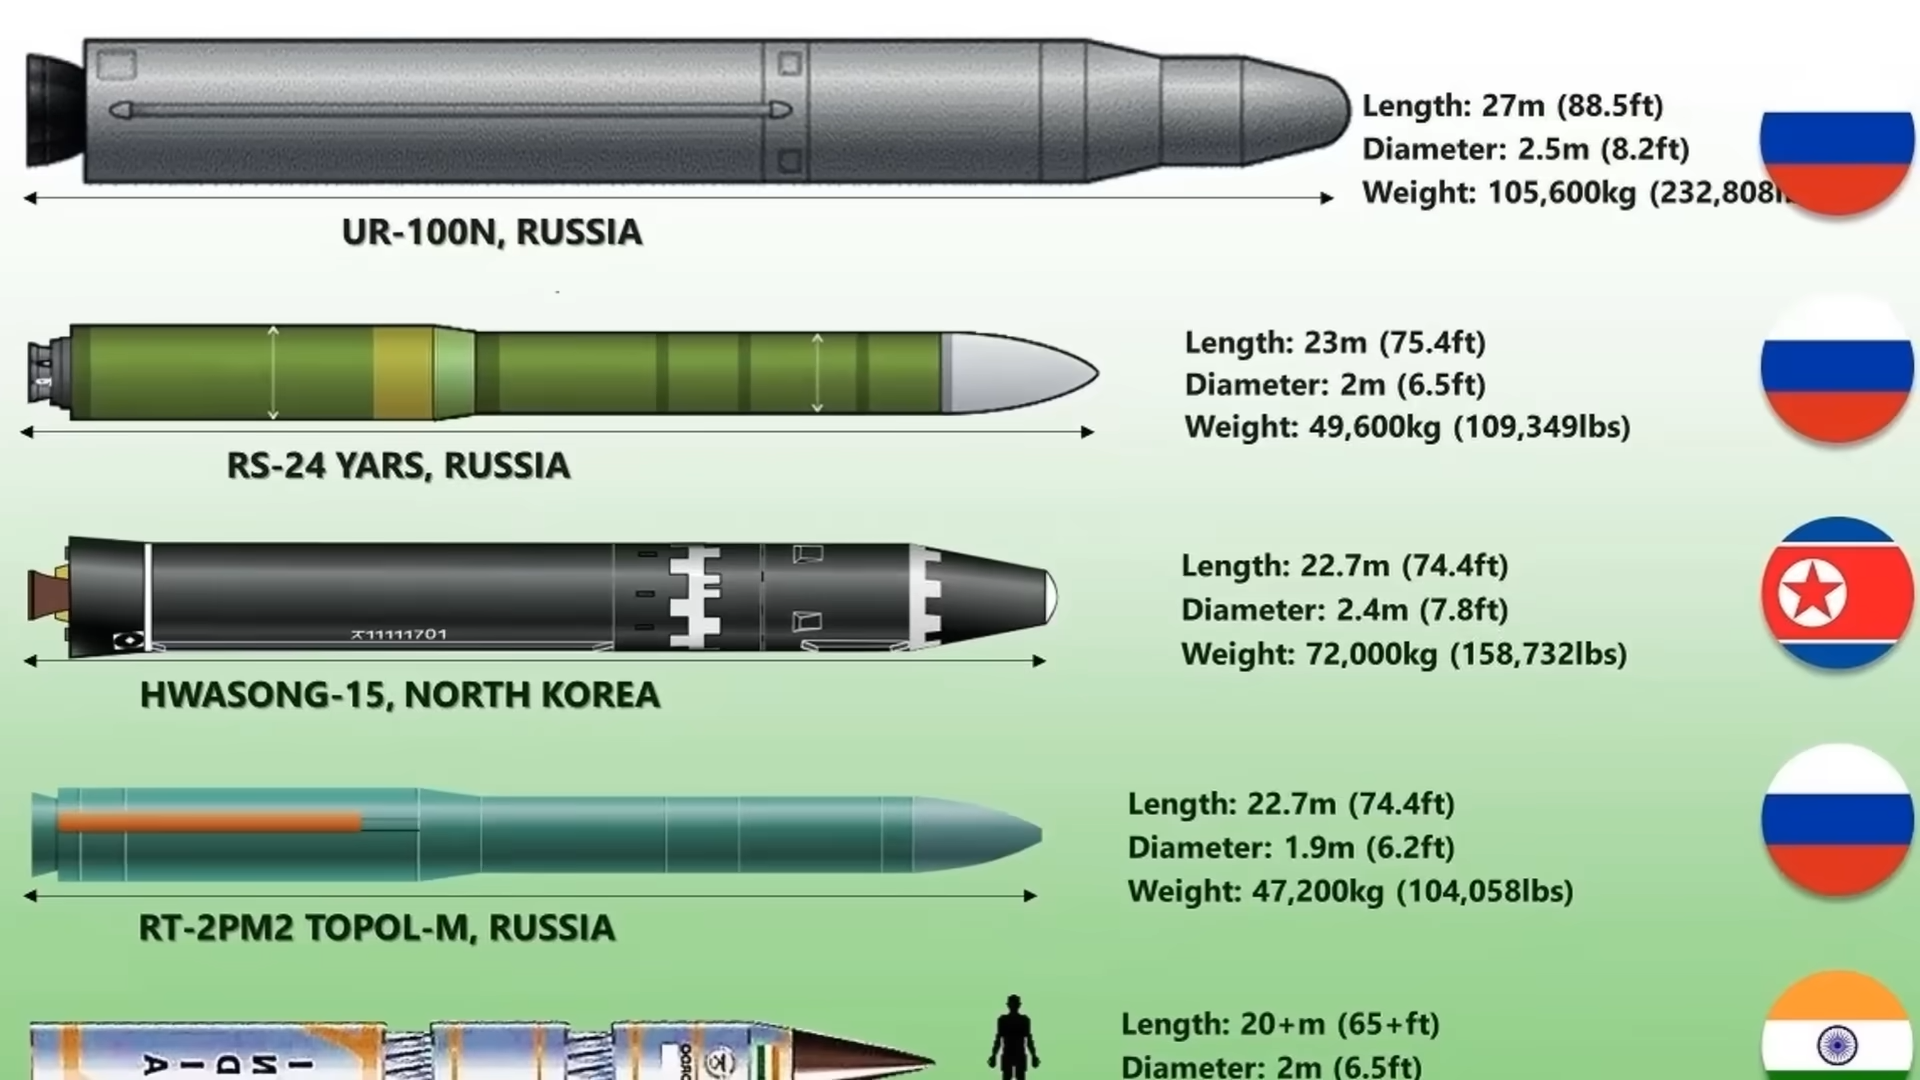 Length: 27m (88.5ft)
Diameter: 2.5m (8.2ft)
Weight: 105,600kg (232,808l
UR-100N, RUSSIA
Length: 23m (75.4ft)
Diameter: 2m (6.5ft)
Weight: 49,600kg (109,349lbs)
RS-24 YARS, RUSSIA
Length: 22.7m (74.4ft)
Diameter: 2.4m (7.8ft)
Weight: 72,000kg (158,732lbs)
ㅈ11111701
HWASONG-15, NORTH KOREA
Length: 22.7m (74.4ft)
Diameter: 1.9m (6.2ft)
Weight: 47,200kg (104,058lbs)
RT-2PM2 TOPOL-M, RUSSIA
Length: 20+m (65+ft)
Diameter: 2m (6.5ft)
INDIA